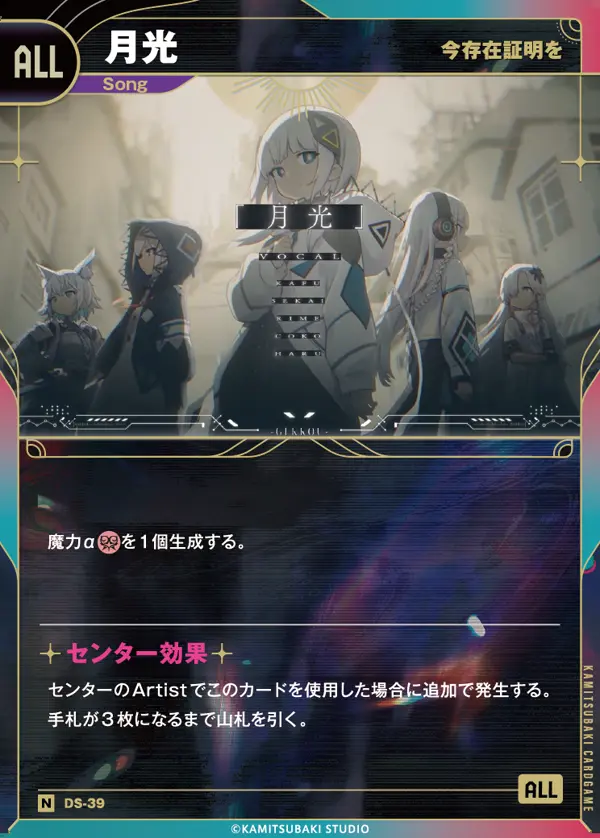 ALL
月光
今存在証明を
Song
「月光」
VOCAL
KAFU
SEKAI
RIME
COKO
HARU
-GEKKOU-
魔力αを1個生成する。
センター効果
センターのArtistでこのカードを使用した場合に追加で発生する。
手札が3枚になるまで山札を引く。
KAMITSUBAKI CARDGAME
N DS-39
ALL
©KAMITSUBAKI STUDIO